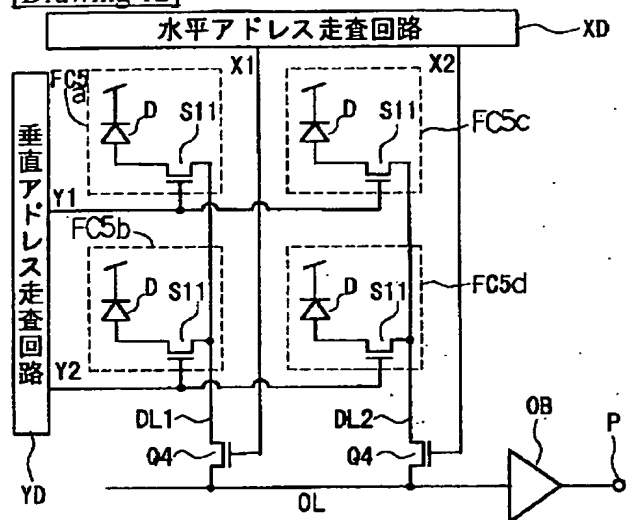 [Drawing 12]
水平アドレス走査回路
XD
X1
X2
FC5a
D
S11
D
S11
FC5c
垂直アドレス走査回路
Y1
FC5b
D
S11
D
S11
FC5d
Y2
DL1
DL2
OB
P
Q4
Q4
YD
OL